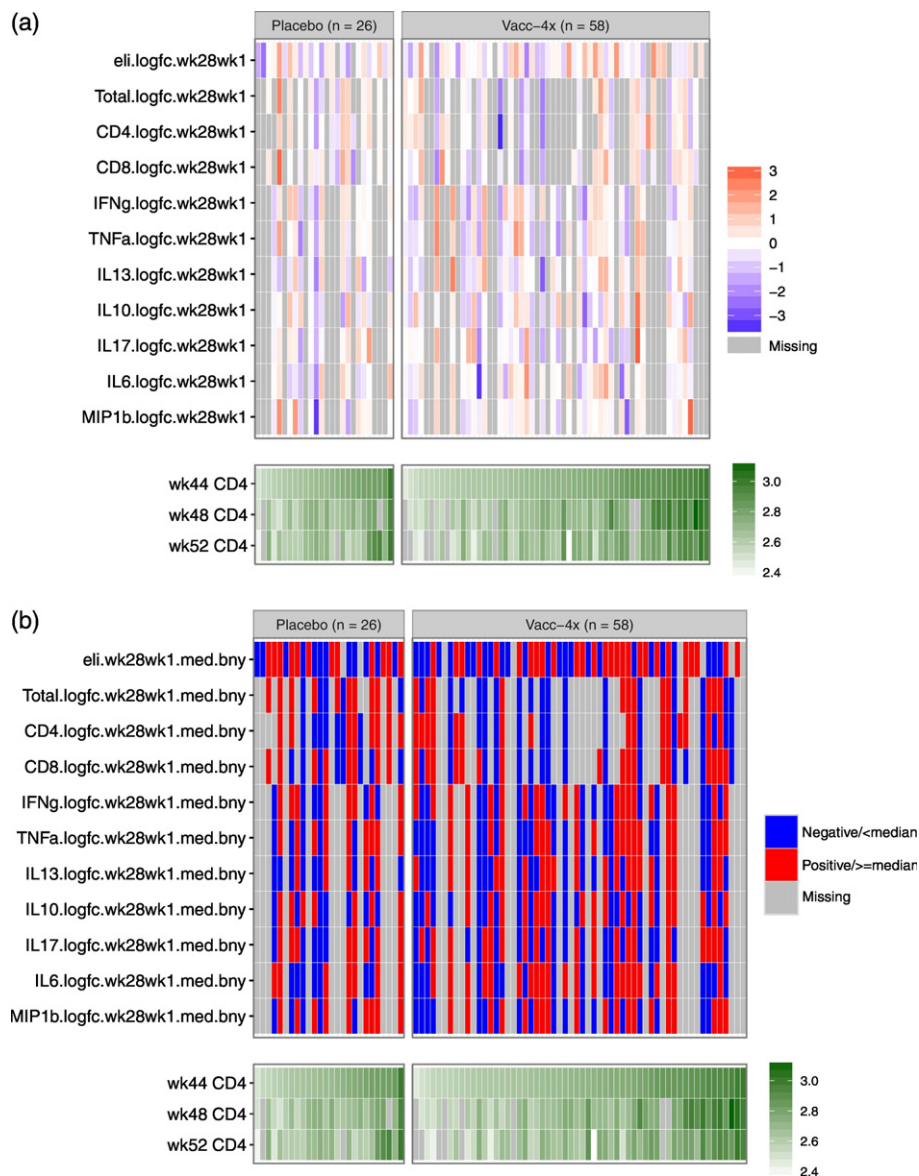 (a)
Placebo (n = 26) Vacc-4x (n = 58)
eli.logfc.wk28wk1
Total.logfc.wk28wk1
CD4.logfc.wk28wk1
CD8.logfc.wk28wk1
IFNg.logfc.wk28wk1
TNFa.logfc.wk28wk1
IL13.logfc.wk28wk1
IL10.logfc.wk28wk1
IL17.logfc.wk28wk1
IL6.logfc.wk28wk1
MIP1b.logfc.wk28wk1
3
2
1
0
−1
−2
−3
Missing
wk44 CD4
wk48 CD4
wk52 CD4
3.0
2.8
2.6
2.4
(b)
Placebo (n = 26) Vacc-4x (n = 58)
eli.wk28wk1.med.bny
Total.logfc.wk28wk1.med.bny
CD4.logfc.wk28wk1.med.bny
CD8.logfc.wk28wk1.med.bny
IFNg.logfc.wk28wk1.med.bny
TNFa.logfc.wk28wk1.med.bny
IL13.logfc.wk28wk1.med.bny
IL10.logfc.wk28wk1.med.bny
IL17.logfc.wk28wk1.med.bny
IL6.logfc.wk28wk1.med.bny
MIP1b.logfc.wk28wk1.med.bny
Negative/<median
Positive/>=median
Missing
wk44 CD4
wk48 CD4
wk52 CD4
3.0
2.8
2.6
2.4